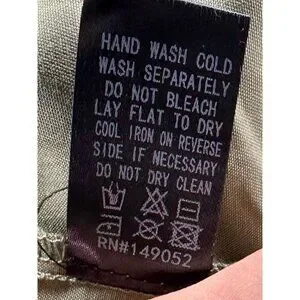 HAND WASH COLD
WASH SEPARATELY
DO NOT BLEACH
LAY FLAT TO DRY
COOL IRON ON REVERSE
SIDE IF NECESSARY
DO NOT DRY CLEAN
RN#149052